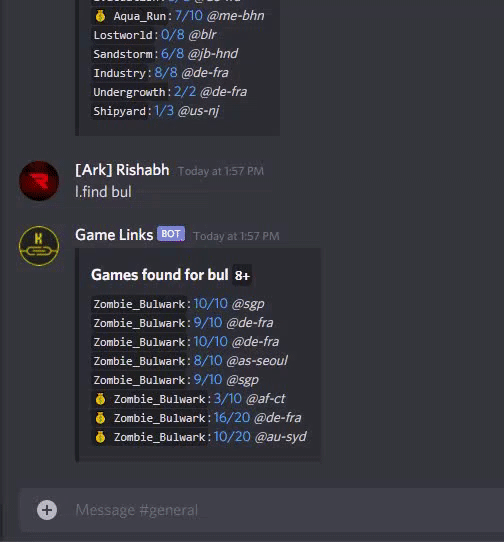 Aqua_Run: 7/10 @me-bhn
Lostworld: 0/8 @blr
Sandstorm: 6/8 @jb-hnd
Industry: 8/8 @de-fra
Undergrowth: 2/2 @de-fra
Shipyard: 1/3 @us-nj
[Ark] Rishabh Today at 1:57 PM
l.find bul
Game Links BOT Today at 1:57 PM
Games found for bul 8+
Zombie_Bulwark: 10/10 @sgp
Zombie_Bulwark: 9/10 @de-fra
Zombie_Bulwark: 10/10 @de-fra
Zombie_Bulwark: 8/10 @as-seoul
Zombie_Bulwark: 9/10 @sgp
Zombie_Bulwark: 3/10 @af-ct
Zombie_Bulwark: 16/20 @de-fra
Zombie_Bulwark: 10/20 @au-syd
Message #general